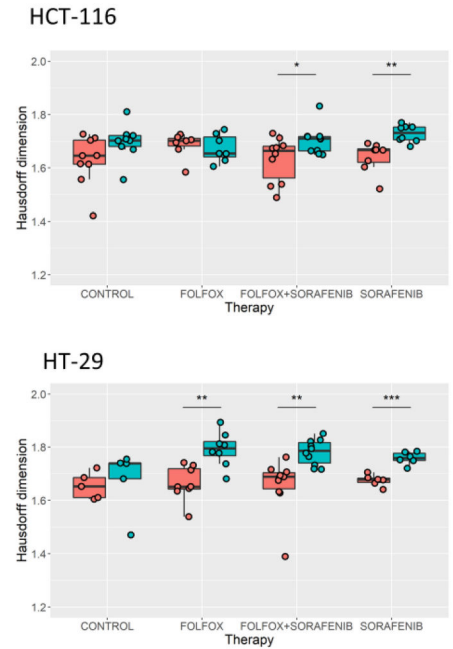 HCT-116
2.0
* **
Hausdorff dimension
1.8
1.6
1.4
1.2
CONTROL FOLFOX FOLFOX+SORAFENIB SORAFENIB
Therapy
HT-29
2.0
** ** ***
Hausdorff dimension
1.8
1.6
1.4
1.2
CONTROL FOLFOX FOLFOX+SORAFENIB SORAFENIB
Therapy